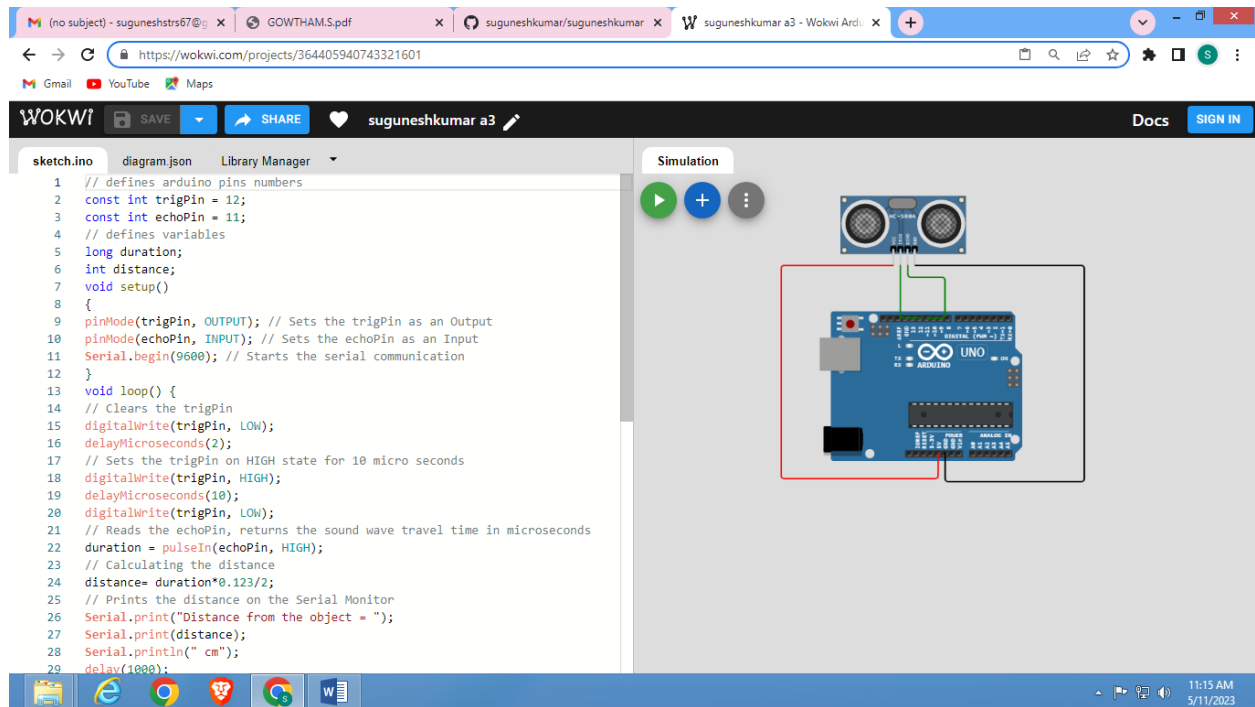 (no subject) - suguneshstrs67@g
GOWTHAM.S.pdf
suguneshkumar/suguneshkumar
suguneshkumar a3 - Wokwi Ardu
https://wokwi.com/projects/364405940743321601
S
Gmail
YouTube
Maps
WOKWi
SAVE
SHARE
suguneshkumar a3
Docs
SIGN IN
sketch.ino
diagram.json
Library Manager
Simulation
1 // defines arduino pins numbers
2 const int trigPin = 12;
3 const int echoPin = 11;
4 // defines variables
5 long duration;
6 int distance;
7 void setup()
8 {
9 pinMode(trigPin, OUTPUT); // Sets the trigPin as an Output
10 pinMode(echoPin, INPUT); // Sets the echoPin as an Input
11 Serial.begin(9600); // Starts the serial communication
12 }
13 void loop() {
14 // Clears the trigPin
15 digitalWrite(trigPin, LOW);
16 delayMicroseconds(2);
17 // Sets the trigPin on HIGH state for 10 micro seconds
18 digitalWrite(trigPin, HIGH);
19 delayMicroseconds(10);
20 digitalWrite(trigPin, LOW);
21 // Reads the echoPin, returns the sound wave travel time in microseconds
22 duration = pulseIn(echoPin, HIGH);
23 // Calculating the distance
24 distance= duration*0.123/2;
25 // Prints the distance on the Serial Monitor
26 Serial.print("Distance from the object = ");
27 Serial.print(distance);
28 Serial.println(" cm");
29 delay(1000);
HC-SR04
DIGITAL (PWM ~)
L
TX
RX
UNO
ON
ARDUINO
POWER
ANALOG IN
11:15 AM
5/11/2023